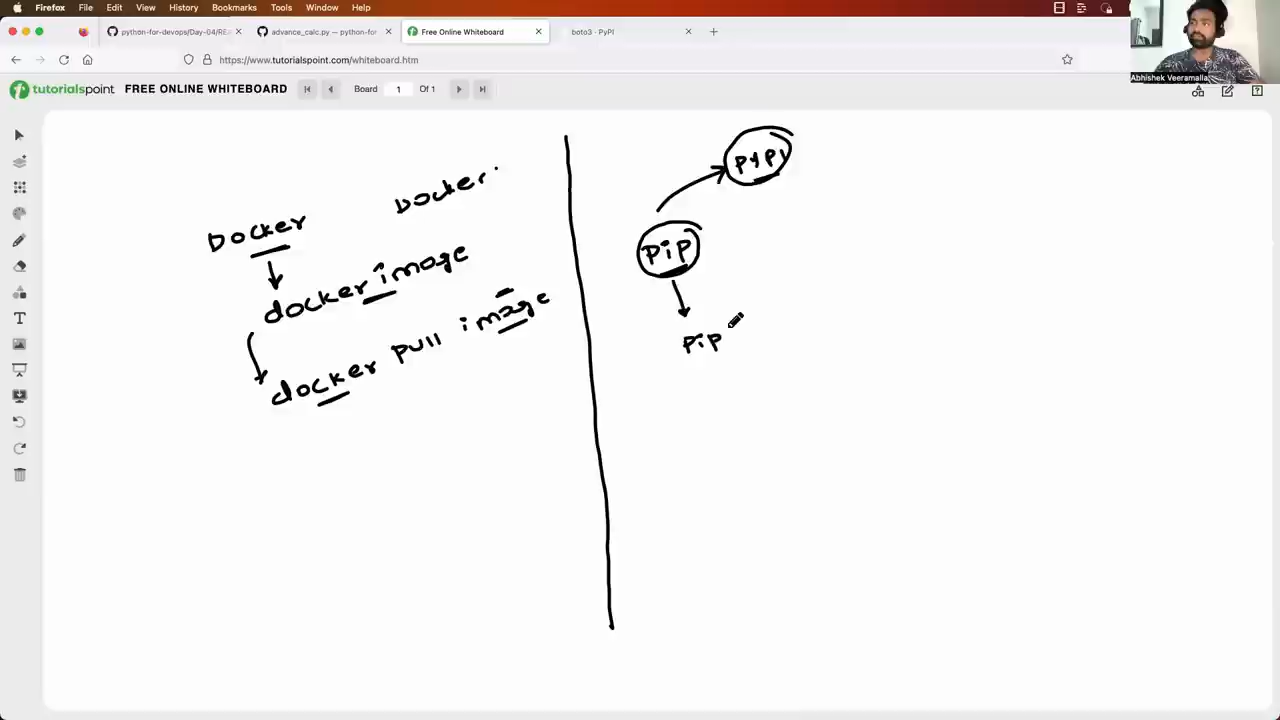 Firefox File Edit View History Bookmarks Tools Window Help
python-for-devops/Day-04/RE
advance_calc.py — python-for-
Free Online Whiteboard
boto3 · PyPI
https://www.tutorialspoint.com/whiteboard.htm
Abhishek Veeramalla
tutorialspoint FREE ONLINE WHITEBOARD Board 1 Of 1
Docker
Docker
docker image
docker pull image
PyPI
PiP
PiP